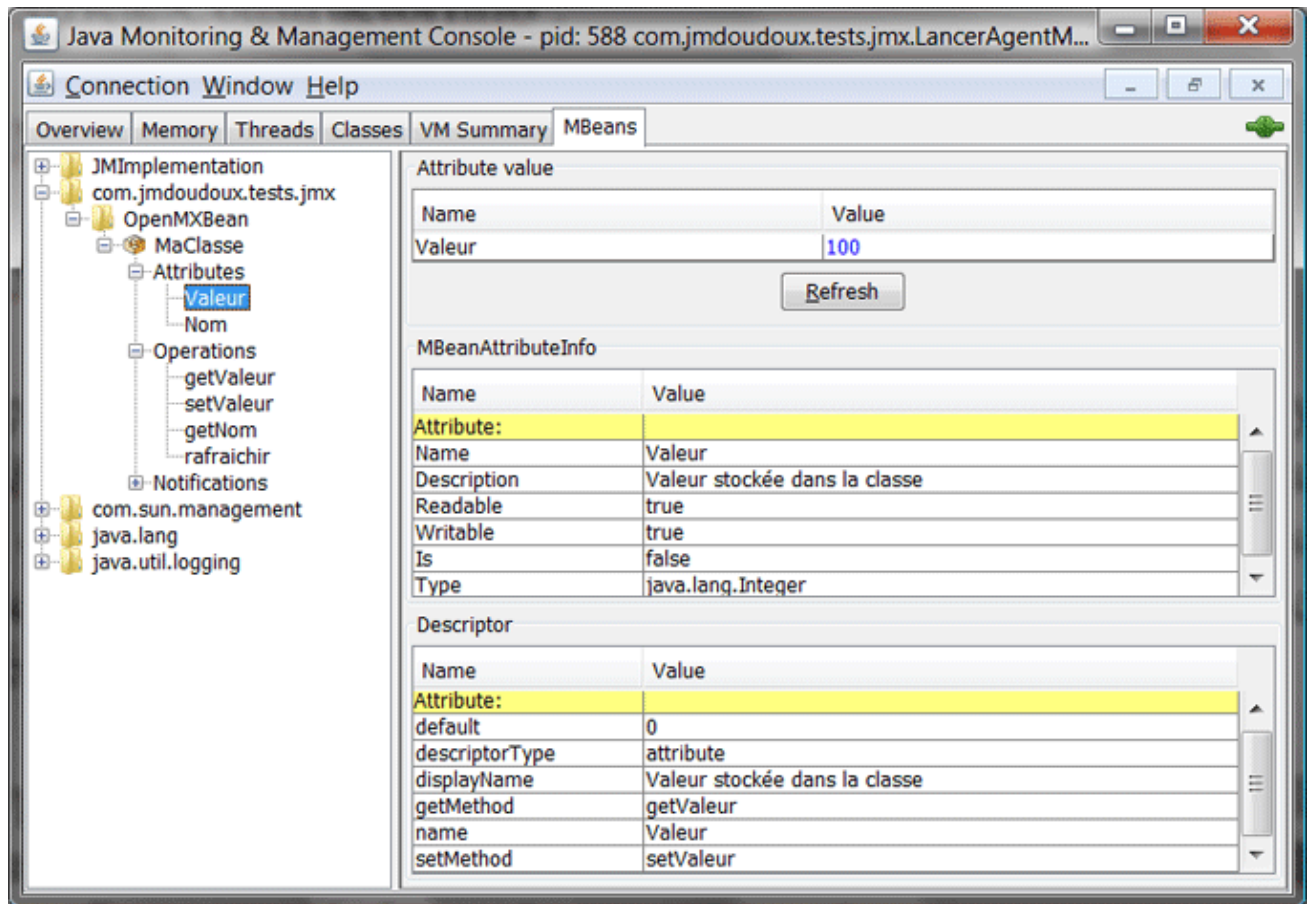 Java Monitoring & Management Console - pid: 588 com.jmdoudoux.tests.jmx.LancerAgentM...
Connection Window Help
Overview Memory Threads Classes VM Summary MBeans
JMImplementation
com.jmdoudoux.tests.jmx
OpenMXBean
MaClasse
Attributes
Valeur
Nom
Operations
getValeur
setValeur
getNom
rafraichir
Notifications
com.sun.management
java.lang
java.util.logging
Attribute value
Name Value
Valeur 100
Refresh
MBeanAttributeInfo
Name Value
Attribute:
Name Valeur
Description Valeur stockée dans la classe
Readable true
Writable true
Is false
Type java.lang.Integer
Descriptor
Name Value
Attribute:
default 0
descriptorType attribute
displayName Valeur stockée dans la classe
getMethod getValeur
name Valeur
setMethod setValeur